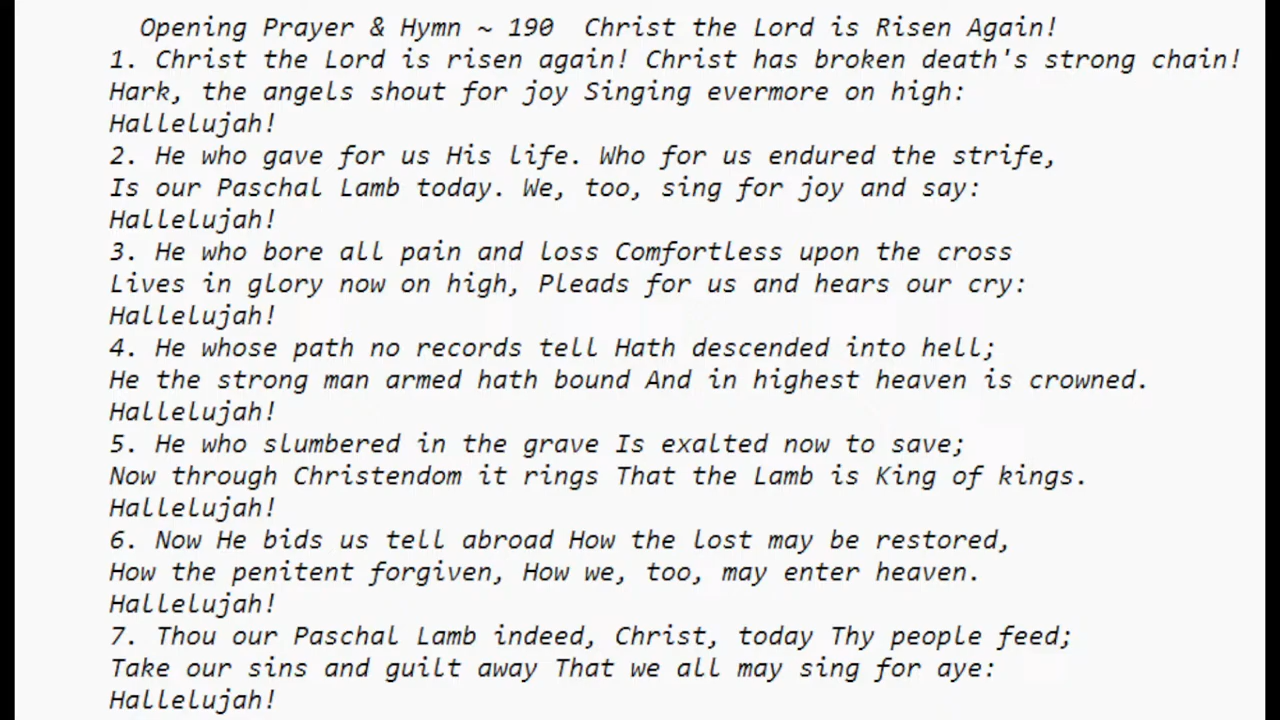 Opening Prayer & Hymn ~ 190  Christ the Lord is Risen Again!
1. Christ the Lord is risen again! Christ has broken death's strong chain!
Hark, the angels shout for joy Singing evermore on high:
Hallelujah!
2. He who gave for us His life. Who for us endured the strife,
Is our Paschal Lamb today. We, too, sing for joy and say:
Hallelujah!
3. He who bore all pain and loss Comfortless upon the cross
Lives in glory now on high, Pleads for us and hears our cry:
Hallelujah!
4. He whose path no records tell Hath descended into hell;
He the strong man armed hath bound And in highest heaven is crowned.
Hallelujah!
5. He who slumbered in the grave Is exalted now to save;
Now through Christendom it rings That the Lamb is King of kings.
Hallelujah!
6. Now He bids us tell abroad How the lost may be restored,
How the penitent forgiven, How we, too, may enter heaven.
Hallelujah!
7. Thou our Paschal Lamb indeed, Christ, today Thy people feed;
Take our sins and guilt away That we all may sing for aye:
Hallelujah!